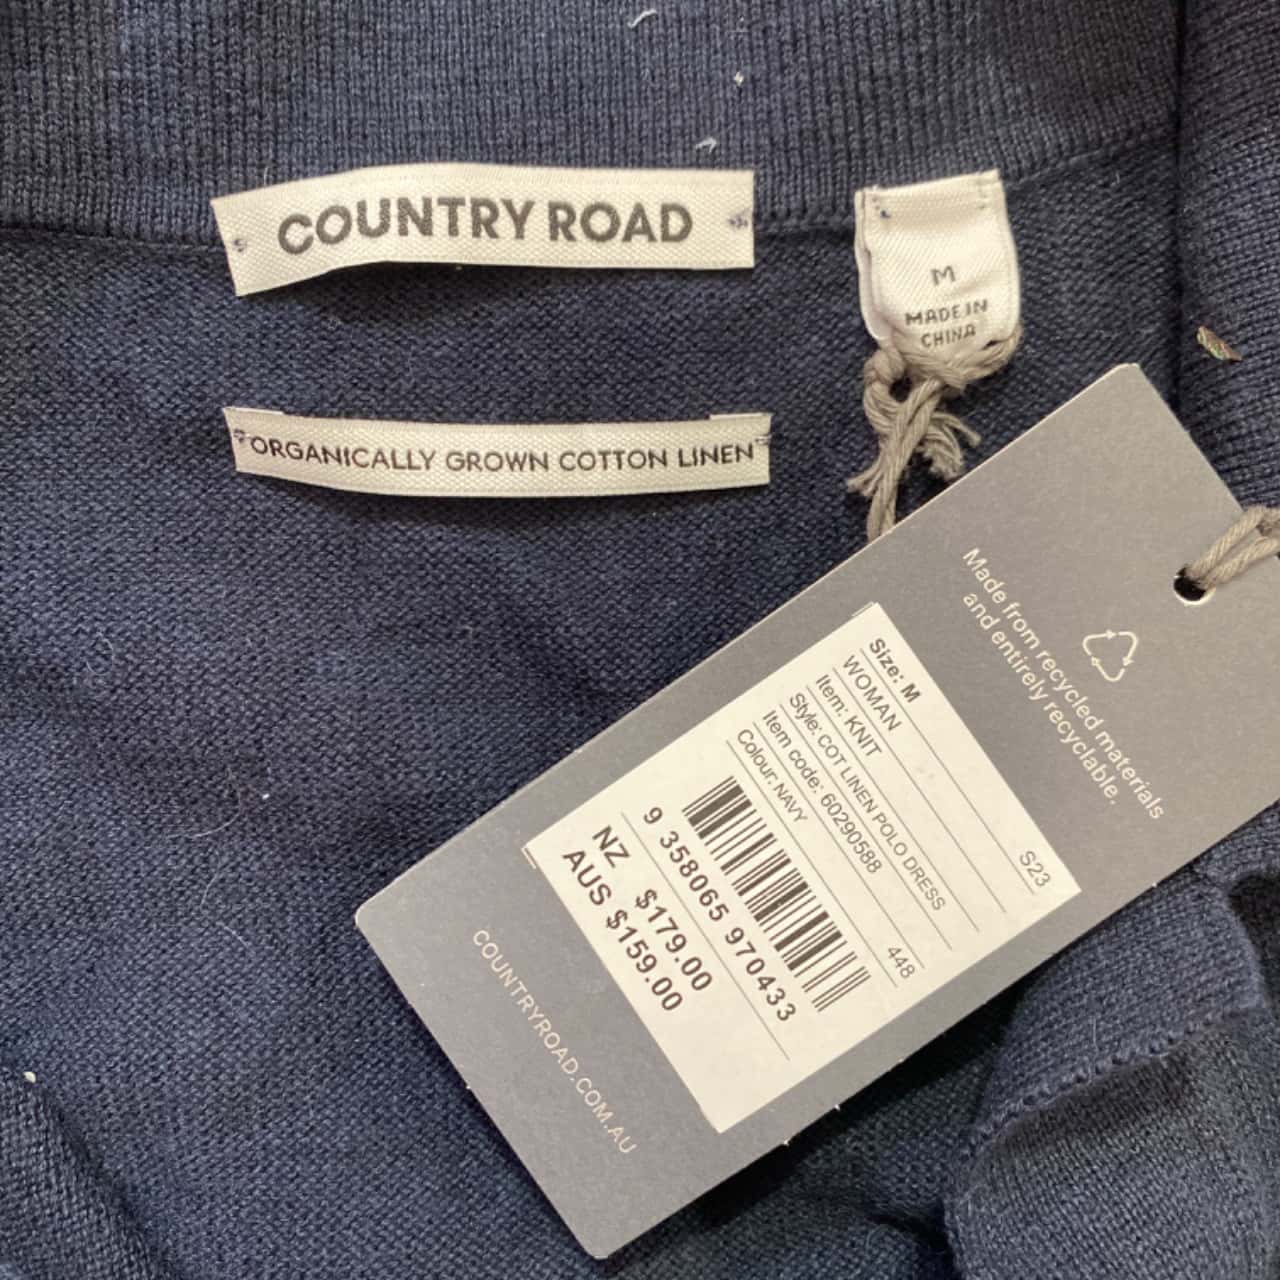 COUNTRY ROAD
M
MADE IN
CHINA
ORGANICALLY GROWN COTTON LINEN
Made from recycled materials
and entirely recyclable.
Size: M
WOMAN
S23
Item: KNIT
Style: COT LINEN POLO DRESS
Item code: 60290588
Colour: NAVY
448
9 358065 970433
NZ $179.00
AUS $159.00
COUNTRYROAD.COM.AU